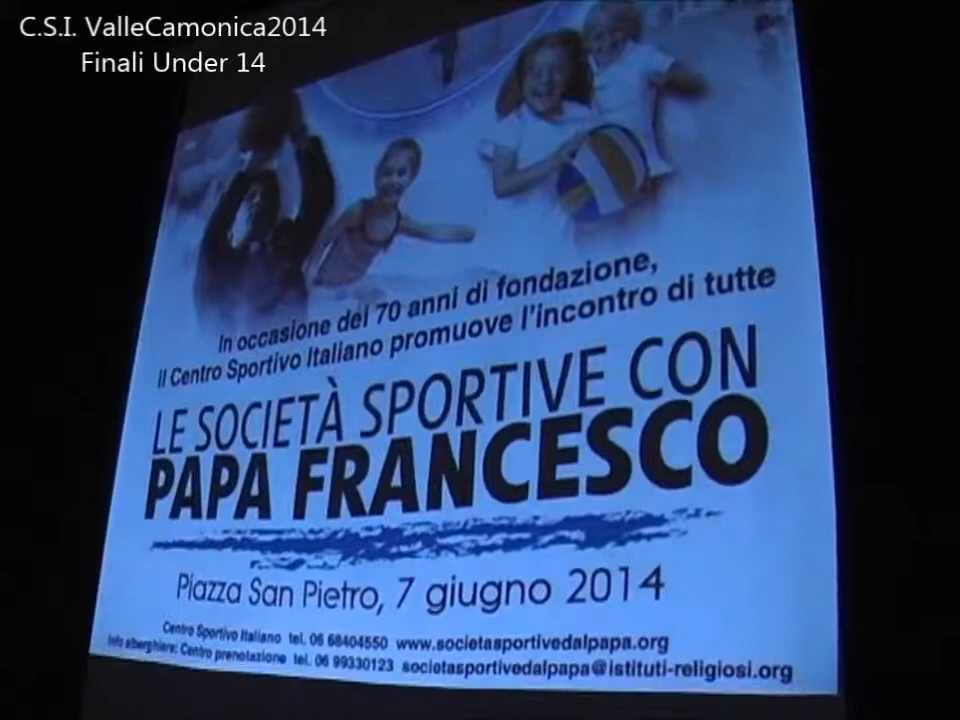 C.S.I. ValleCamonica2014
Finali Under 14
In occasione dei 70 anni di fondazione,
il Centro Sportivo Italiano promuove l'incontro di tutte
LE SOCIETÀ SPORTIVE CON
PAPA FRANCESCO
Piazza San Pietro, 7 giugno 2014
Centro Sportivo Italiano tel. 06 68404550 www.societasportivedalpapa.org
Info alberghiere: Centro prenotazione tel. 06 99330123 societasportivedalpapa@istituti-religiosi.org